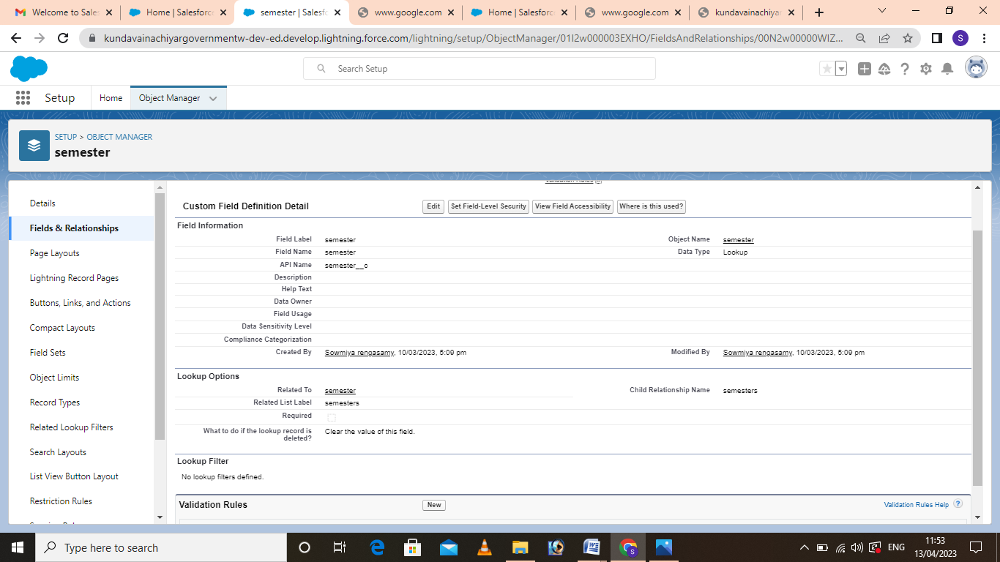 Welcome to Sales
Home | Salesforce
semester | Salesfo
www.google.com
Home | Salesforce
www.google.com
kundavainachiyar
kundavainachiyargovernmentw-dev-ed.develop.lightning.force.com/lightning/setup/ObjectManager/01I2w000003EXHO/FieldsAndRelationships/00N2w00000WIZ...
S
Search Setup
Setup
Home
Object Manager
SETUP > OBJECT MANAGER
semester
Details
Fields & Relationships
Page Layouts
Lightning Record Pages
Buttons, Links, and Actions
Compact Layouts
Field Sets
Object Limits
Record Types
Related Lookup Filters
Search Layouts
List View Button Layout
Restriction Rules
Validation Rules [0]
Custom Field Definition Detail
Edit
Set Field-Level Security
View Field Accessibility
Where is this used?
Field Information
Field Label semester
Object Name semester
Field Name semester
Data Type Lookup
API Name semester__c
Description
Help Text
Data Owner
Field Usage
Data Sensitivity Level
Compliance Categorization
Created By Sowmiya rengasamy, 10/03/2023, 5:09 pm
Modified By Sowmiya rengasamy, 10/03/2023, 5:09 pm
Lookup Options
Related To semester
Child Relationship Name semesters
Related List Label semesters
Required
What to do if the lookup record is
deleted?
Clear the value of this field.
Lookup Filter
No lookup filters defined.
Validation Rules
New
Validation Rules Help ?
Type here to search
ENG
11:53
13/04/2023